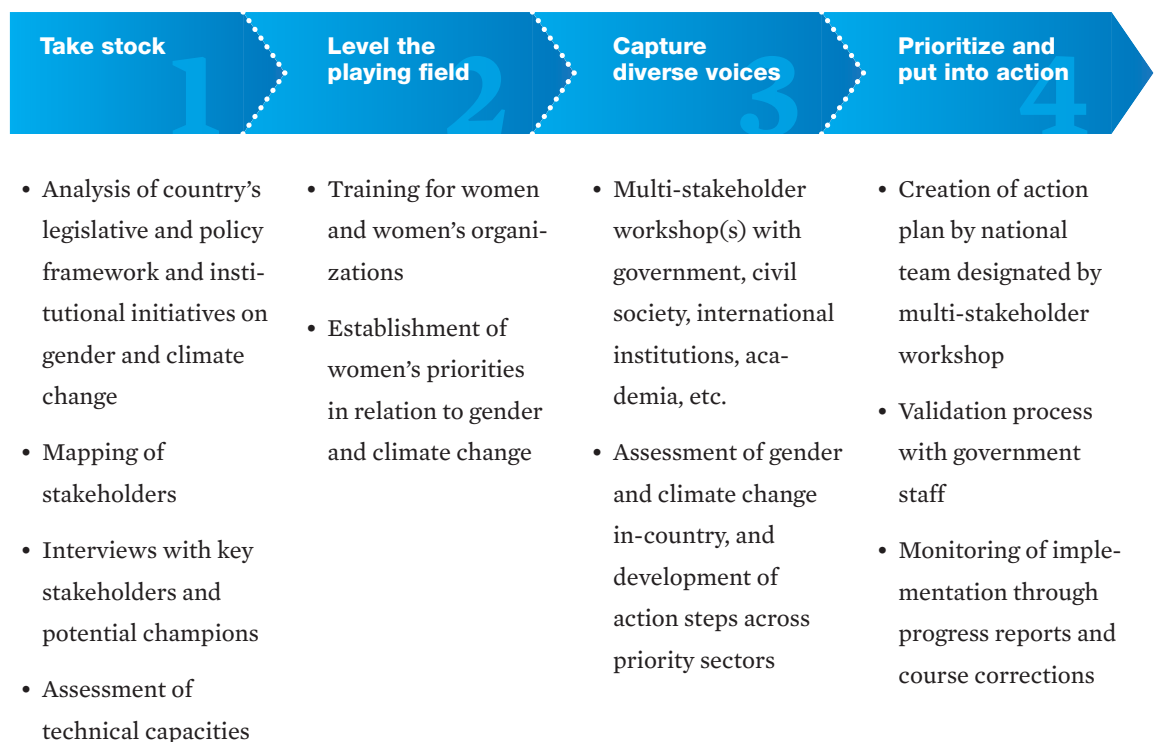 Take stock
1
Level the
playing field
2
Capture
diverse voices
3
Prioritize and
put into action
4
• Analysis of country’s
legislative and policy
framework and insti-
tutional initiatives on
gender and climate
change
• Mapping of
stakeholders
• Interviews with key
stakeholders and
potential champions
• Assessment of
technical capacities
• Training for women
and women’s organi-
zations
• Establishment of
women’s priorities
in relation to gender
and climate change
• Multi-stakeholder
workshop(s) with
government, civil
society, international
institutions, aca-
demia, etc.
• Assessment of gender
and climate change
in-country, and
development of
action steps across
priority sectors
• Creation of action
plan by national
team designated by
multi-stakeholder
workshop
• Validation process
with government
staff
• Monitoring of imple-
mentation through
progress reports and
course corrections